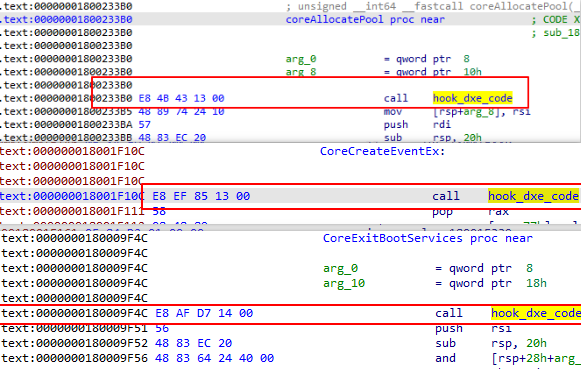 .text:00000001800233B0 ; unsigned __int64 __fastcall coreAllocatePool(_
.text:00000001800233B0 coreAllocatePool proc near ; CODE X
.text:00000001800233B0 ; sub_18
.text:00000001800233B0
.text:00000001800233B0 arg_0 = qword ptr 8
.text:00000001800233B0 arg_8 = qword ptr 10h
.text:00000001800233B0
.text:00000001800233B0 E8 4B 43 13 00 call hook_dxe_code
.text:00000001800233B5 48 89 74 24 10 mov [rsp+arg_8], rsi
.text:00000001800233BA 57 push rdi
.text:00000001800233BB 48 83 EC 20 sub rsp, 20h
text:000000018001F10C CoreCreateEventEx:
text:000000018001F10C
text:000000018001F10C E8 EF 85 13 00 call hook_dxe_code
text:000000018001F111 58 pop rax
text:0000000180009F4C CoreExitBootServices proc near
text:0000000180009F4C
text:0000000180009F4C arg_0 = qword ptr 8
text:0000000180009F4C arg_10 = qword ptr 18h
text:0000000180009F4C
text:0000000180009F4C E8 AF D7 14 00 call hook_dxe_code
text:0000000180009F51 56 push rsi
text:0000000180009F52 48 83 EC 20 sub rsp, 20h
text:0000000180009F56 48 83 64 24 40 00 and [rsp+28h+arg_